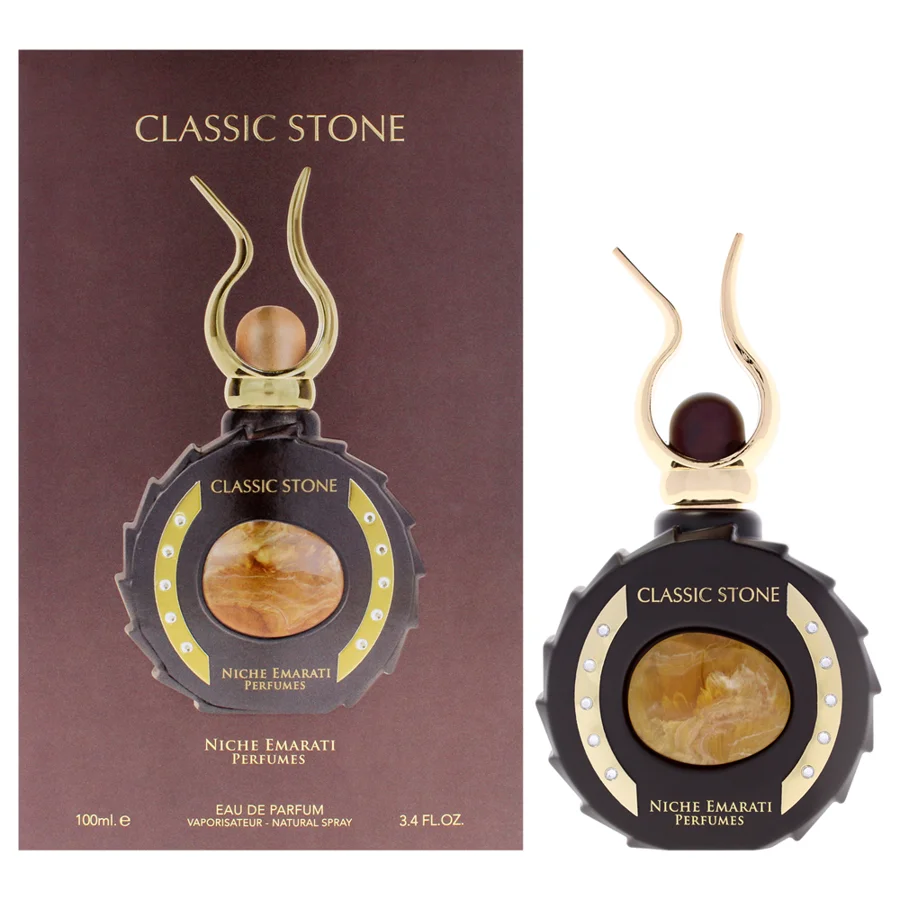 CLASSIC STONE
CLASSIC STONE
NICHE EMARATI
PERFUMES
NICHE EMARATI
PERFUMES
EAU DE PARFUM
100ml. e
VAPORISATEUR - NATURAL SPRAY
3.4 FL.OZ.
CLASSIC STONE
NICHE EMARATI
PERFUMES